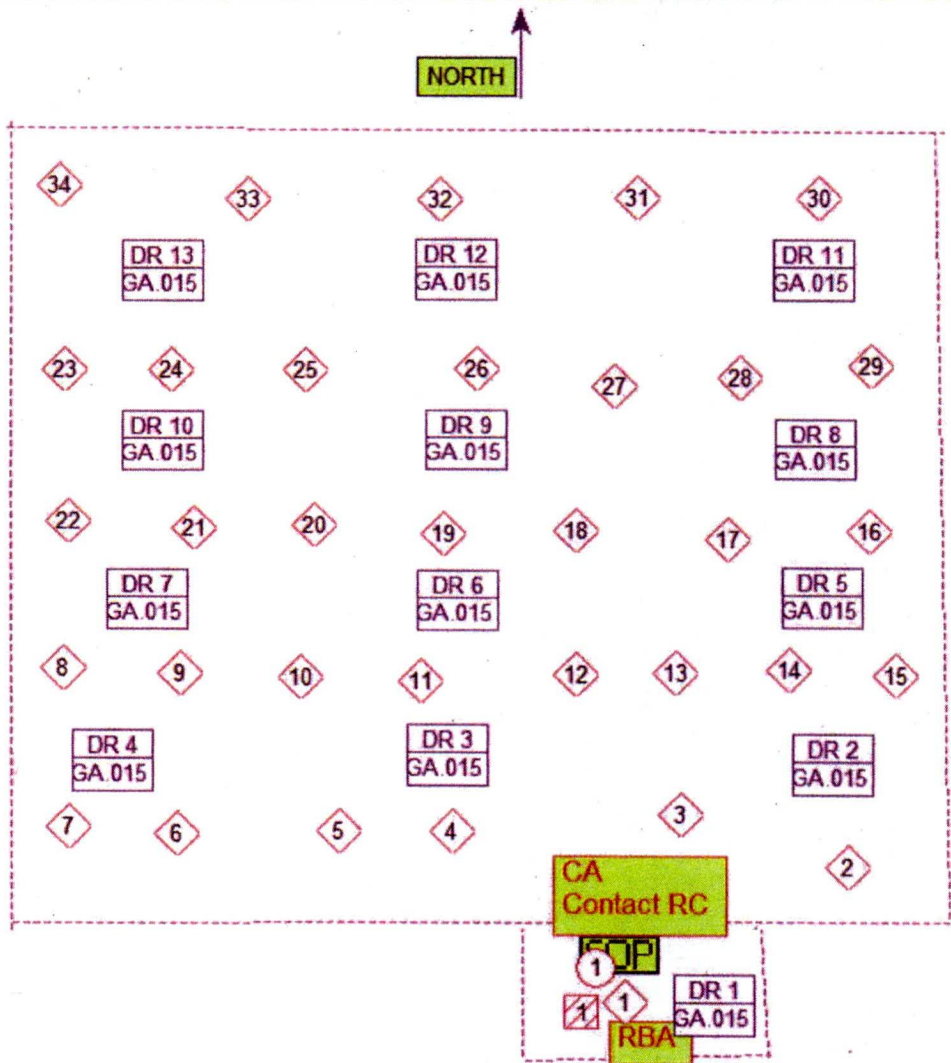 NORTH
34 33 32 31 30
DR 13 DR 12 DR 11
GA.015 GA.015 GA.015
23 24 25 26 27 28 29
DR 10 DR 9 DR 8
GA.015 GA.015 GA.015
22 21 20 19 18 17 16
DR 7 DR 6 DR 5
GA.015 GA.015 GA.015
8 9 10 11 12 13 14 15
DR 4 DR 3 DR 2
GA.015 GA.015 GA.015
7 6 5 4 3 2
CA
Contact RC
SOP
1
1 1
DR 1
GA.015
RBA